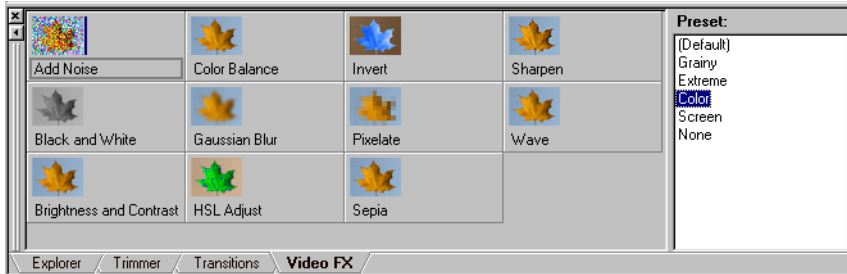 Preset:
Add Noise Color Balance Invert Sharpen
(Default)
Grainy
Extreme
Color
Screen
None
Black and White Gaussian Blur Pixelate Wave
Brightness and Contrast HSL Adjust Sepia
Explorer Trimmer Transitions Video FX